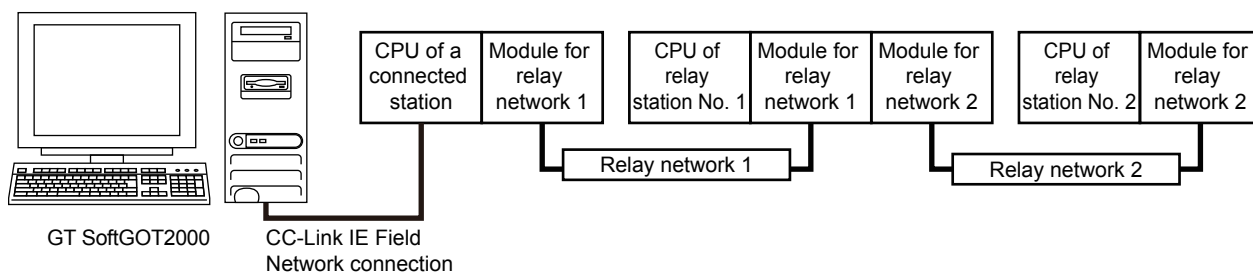 CPU of a
connected
station
Module for
relay
network 1
CPU of
relay
station No. 1
Module for
relay
network 1
Module for
relay
network 2
CPU of
relay
station No. 2
Module for
relay
network 2
Relay network 1
Relay network 2
GT SoftGOT2000
CC-Link IE Field
Network connection